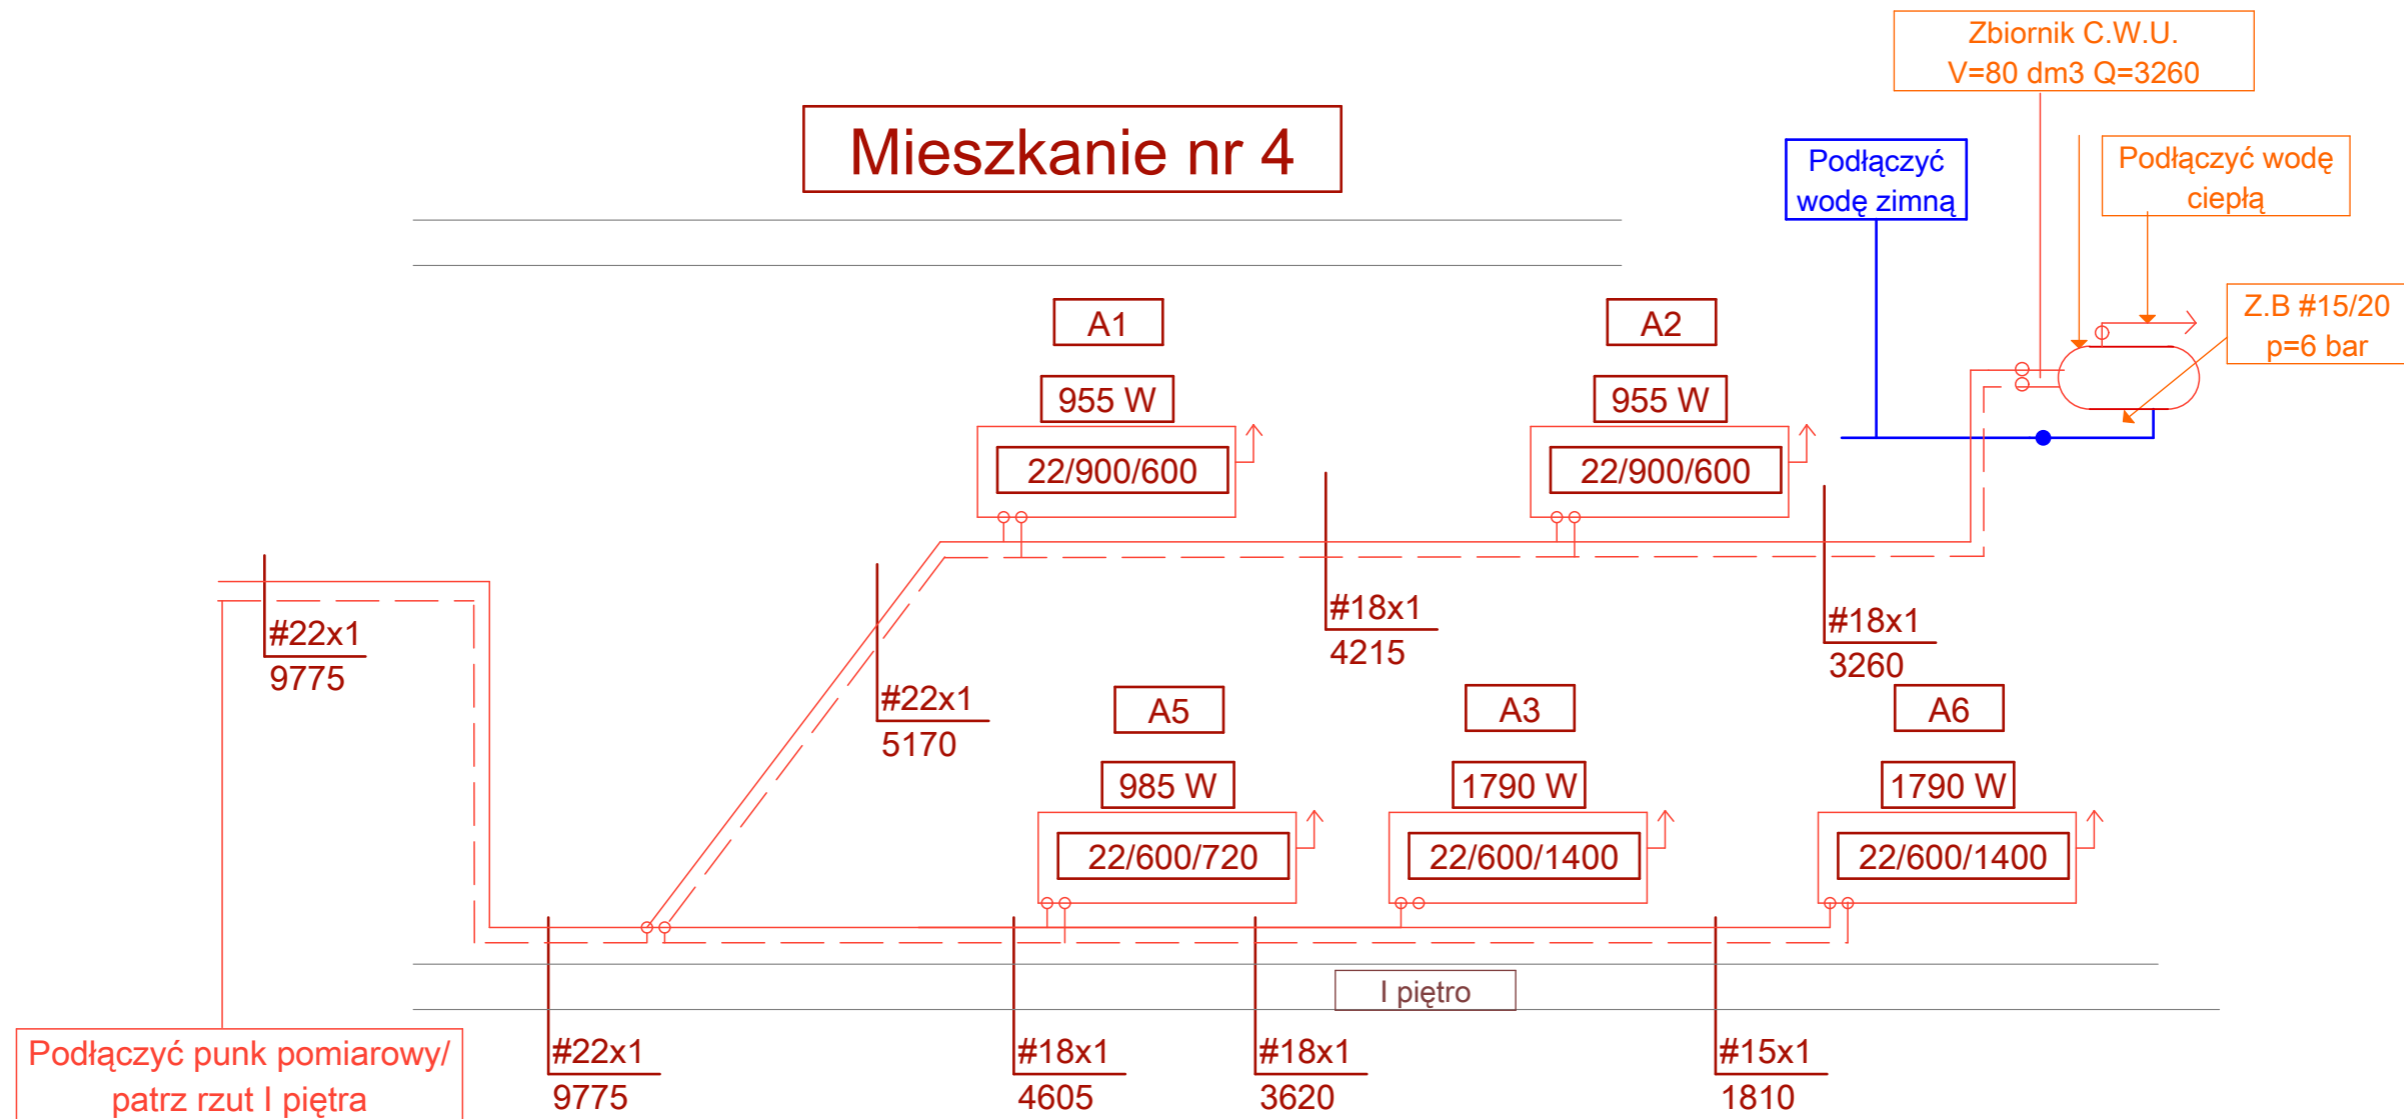 Zbiornik C.W.U.
V=80 dm3 Q=3260
Mieszkanie nr 4
Podłączyć
wodę zimną
Podłączyć wodę
ciepłą
Z.B #15/20
p=6 bar
A1
A2
955 W
955 W
22/900/600
22/900/600
#18x1
4215
#18x1
3260
#22x1
9775
#22x1
5170
A5
A3
A6
985 W
1790 W
1790 W
22/600/720
22/600/1400
22/600/1400
I piętro
Podłączyć punk pomiarowy/
patrz rzut I piętra
#22x1
9775
#18x1
4605
#18x1
3620
#15x1
1810